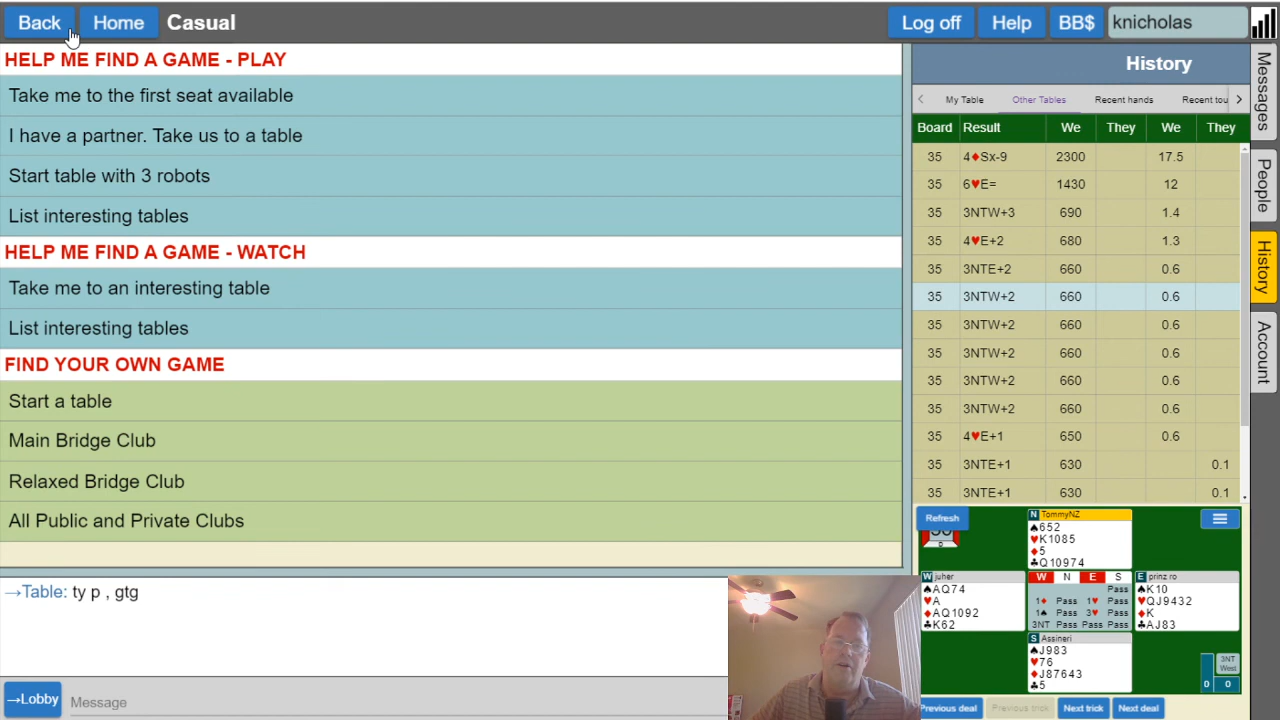 Back Home Casual Log off Help BB$ knicholas
HELP ME FIND A GAME - PLAY
Take me to the first seat available
I have a partner. Take us to a table
Start table with 3 robots
List interesting tables
HELP ME FIND A GAME - WATCH
Take me to an interesting table
List interesting tables
FIND YOUR OWN GAME
Start a table
Main Bridge Club
Relaxed Bridge Club
All Public and Private Clubs
→Table: ty p , gtg
→Lobby Message
History
My Table Other Tables Recent hands Recent tou
Board Result We They We They
35 4♦Sx-9 2300 17.5
35 6♥E= 1430 12
35 3NTW+3 690 1.4
35 4♥E+2 680 1.3
35 3NTE+2 660 0.6
35 3NTW+2 660 0.6
35 3NTW+2 660 0.6
35 3NTW+2 660 0.6
35 3NTW+2 660 0.6
35 3NTW+2 660 0.6
35 4♥E+1 650 0.6
35 3NTE+1 630 0.1
35 3NTE+1 630 0.1
Refresh
N TommyNZ
♠652
♥K1085
♦5
♣Q10974
W juher
♠AQ74
♥A
♦AQ1092
♣K62
W N E S
Pass
1♦ Pass 1♥ Pass
1♠ Pass 3♥ Pass
3NT Pass Pass Pass
E prinz ro
♠K10
♥QJ9432
♦K
♣AJ83
S Assineri
♠J983
♥76
♦J87643
♣5
3NT
West
0 0
Previous deal Previous trick Next trick Next deal
Messages
People
History
Account